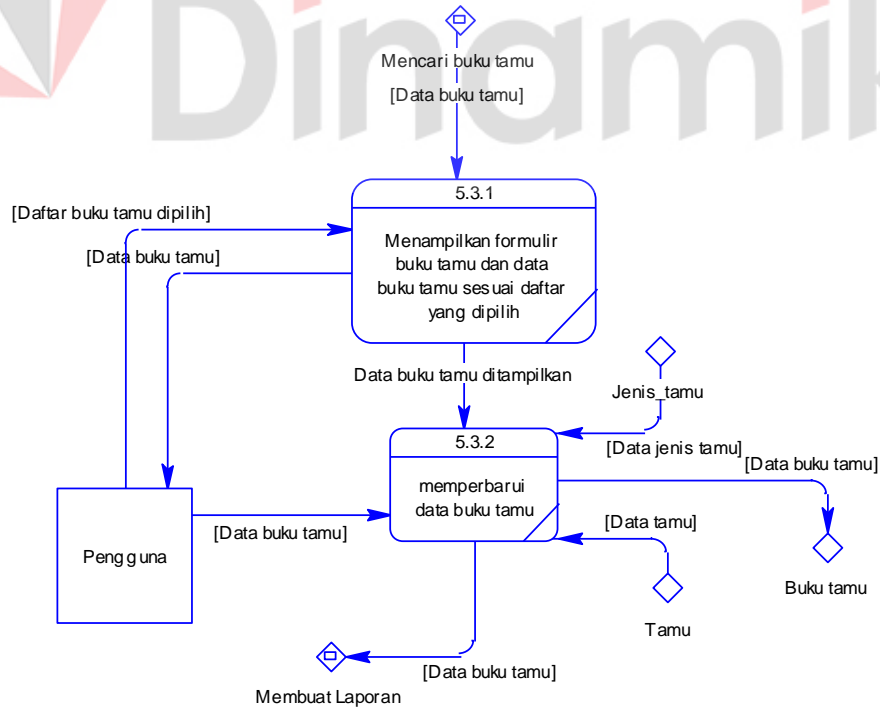 Dinamik
Mencari buku tamu
[Data buku tamu]
5.3.1
Menampilkan formulir
buku tamu dan data
buku tamu sesuai daftar
yang dipilih
[Daftar buku tamu dipilih]
[Data buku tamu]
Data buku tamu ditampilkan
Jenis_tamu
[Data jenis tamu]
5.3.2
memperbarui
data buku tamu
[Data buku tamu]
Buku tamu
Pengguna
[Data buku tamu]
[Data tamu]
Tamu
[Data buku tamu]
Membuat Laporan